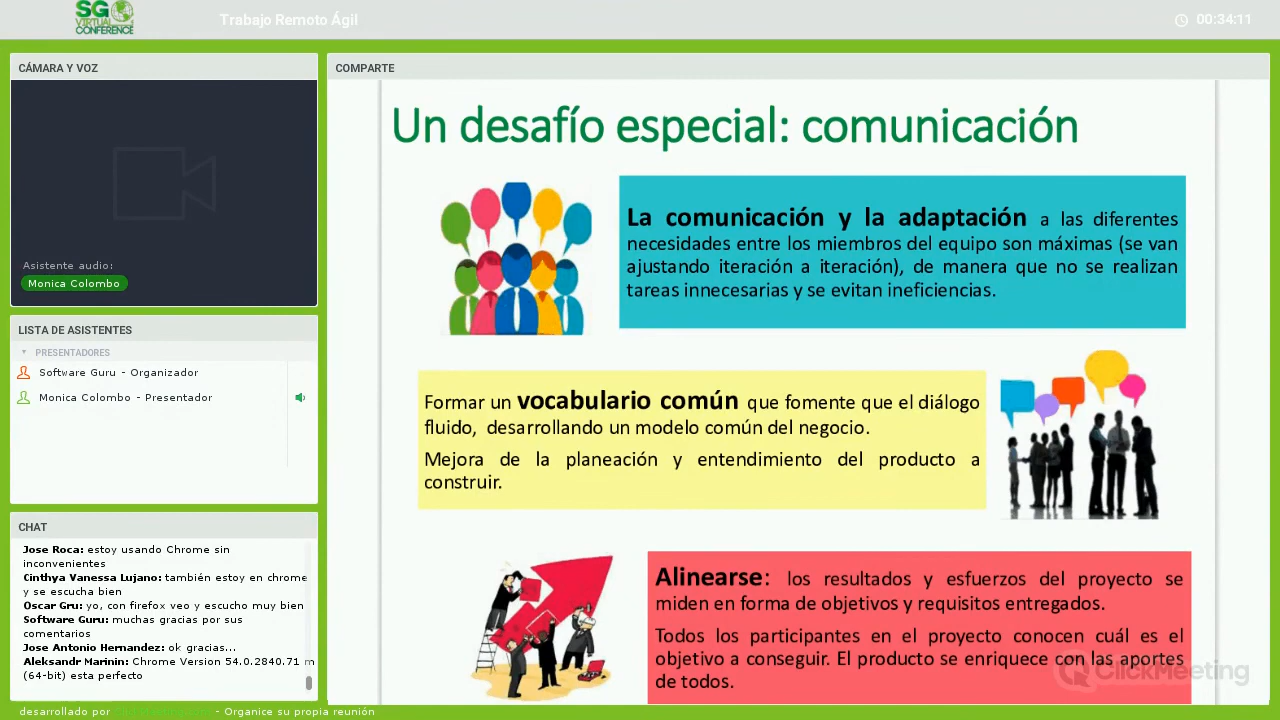 SG
VIRTUAL
CONFERENCE
Trabajo Remoto Ágil
00:34:11
CÁMARA Y VOZ
Asistente audio:
Monica Colombo
LISTA DE ASISTENTES
PRESENTADORES
Software Guru - Organizador
Monica Colombo - Presentador
CHAT
Jose Roca: estoy usando Chrome sin
inconvenientes
Cinthya Vanessa Lujano: también estoy en chrome
y se escucha bien
Oscar Gru: yo, con firefox veo y escucho muy bien
Software Guru: muchas gracias por sus
comentarios
Jose Antonio Hernandez: ok gracias...
Aleksandr Marinin: Chrome Version 54.0.2840.71 m
(64-bit) esta perfecto
desarrollado por
- Organice su propia reunión
COMPARTE
Un desafío especial: comunicación
La comunicación y la adaptación a las diferentes
necesidades entre los miembros del equipo son máximas (se van
ajustando iteración a iteración), de manera que no se realizan
tareas innecesarias y se evitan ineficiencias.
Formar un vocabulario común que fomente que el diálogo
fluido, desarrollando un modelo común del negocio.
Mejora de la planeación y entendimiento del producto a
construir.
Alinearse: los resultados y esfuerzos del proyecto se
miden en forma de objetivos y requisitos entregados.
Todos los participantes en el proyecto conocen cuál es el
objetivo a conseguir. El producto se enriquece con las aportes
de todos.
ClickMeeting